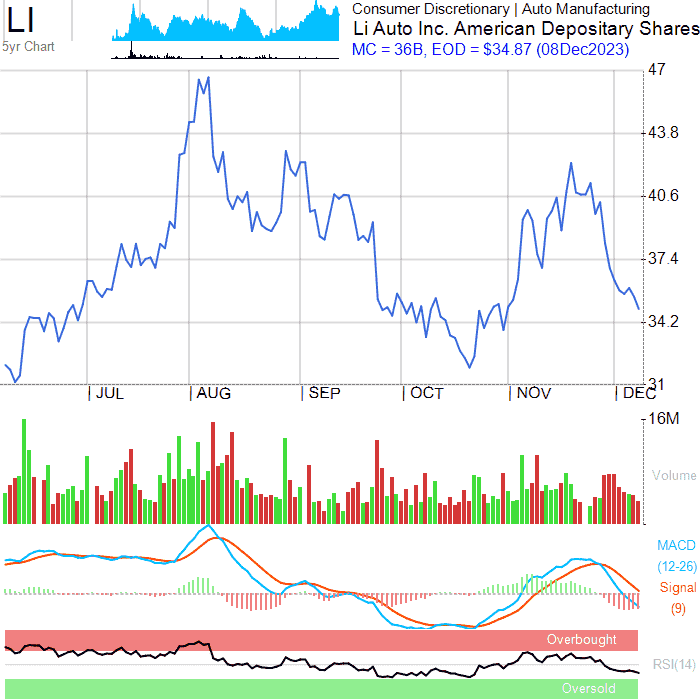 LI
5yr Chart
Consumer Discretionary | Auto Manufacturing
Li Auto Inc. American Depositary Shares
MC = 36B, EOD = $34.87 (08Dec2023)
47
43.8
40.6
37.4
34.2
31
JUL
AUG
SEP
OCT
NOV
DEC
16M
Volume
MACD
(12-26)
Signal
(9)
Overbought
RSI(14)
Oversold